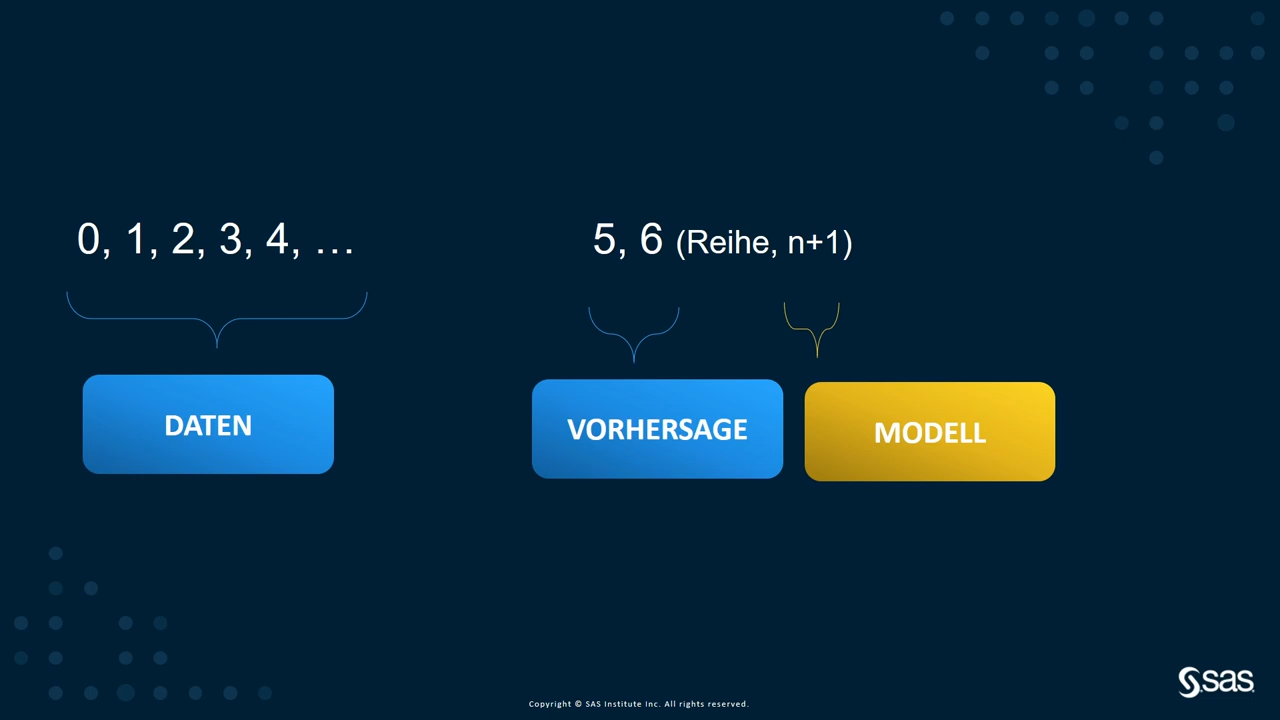 0, 1, 2, 3, 4, …
5, 6 (Reihe, n+1)
DATEN
VORHERSAGE
MODELL
sas
Copyright © SAS Institute Inc. All rights reserved.